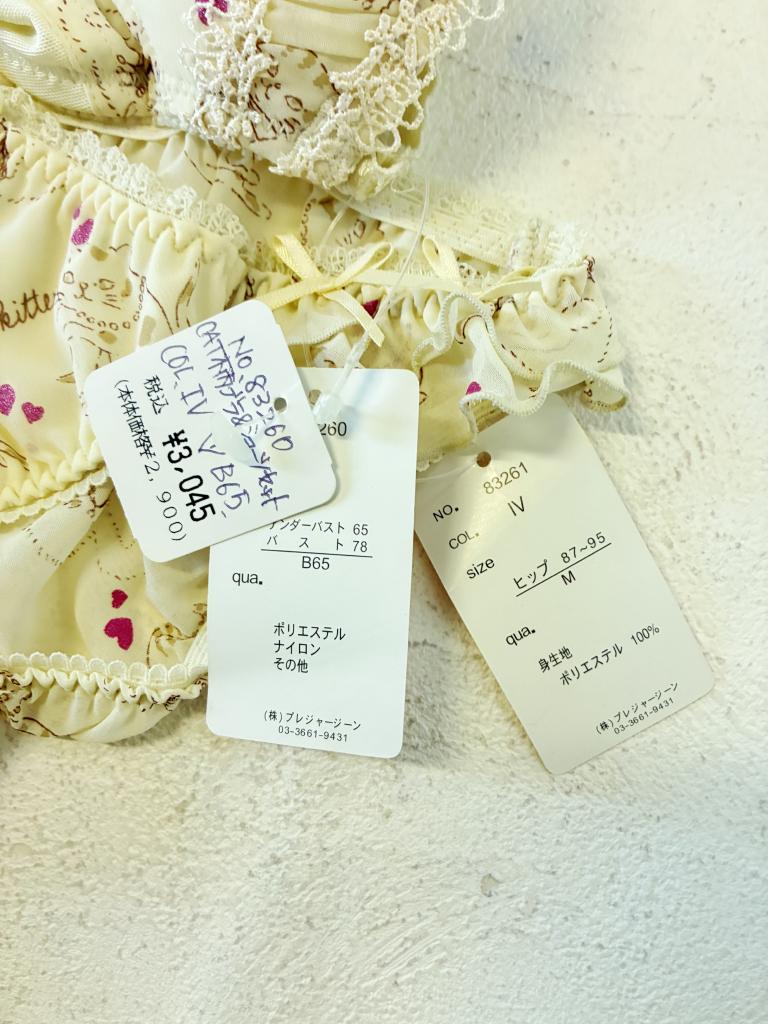 kitte
NO.83260
CAT木柄ブラ&ショーツセット
COL. IV V B65
税込 ¥3,045
(本体価格¥2,900)
260
アンダーバスト 65
バスト 78
B65
qua.
ポリエステル
ナイロン
その他
(株)プレジャージーン
03-3661-9431
NO. 83261
COL. IV
size ヒップ 87~95
M
qua.
身生地
ポリエステル 100%
(株)プレジャージーン
03-3661-9431